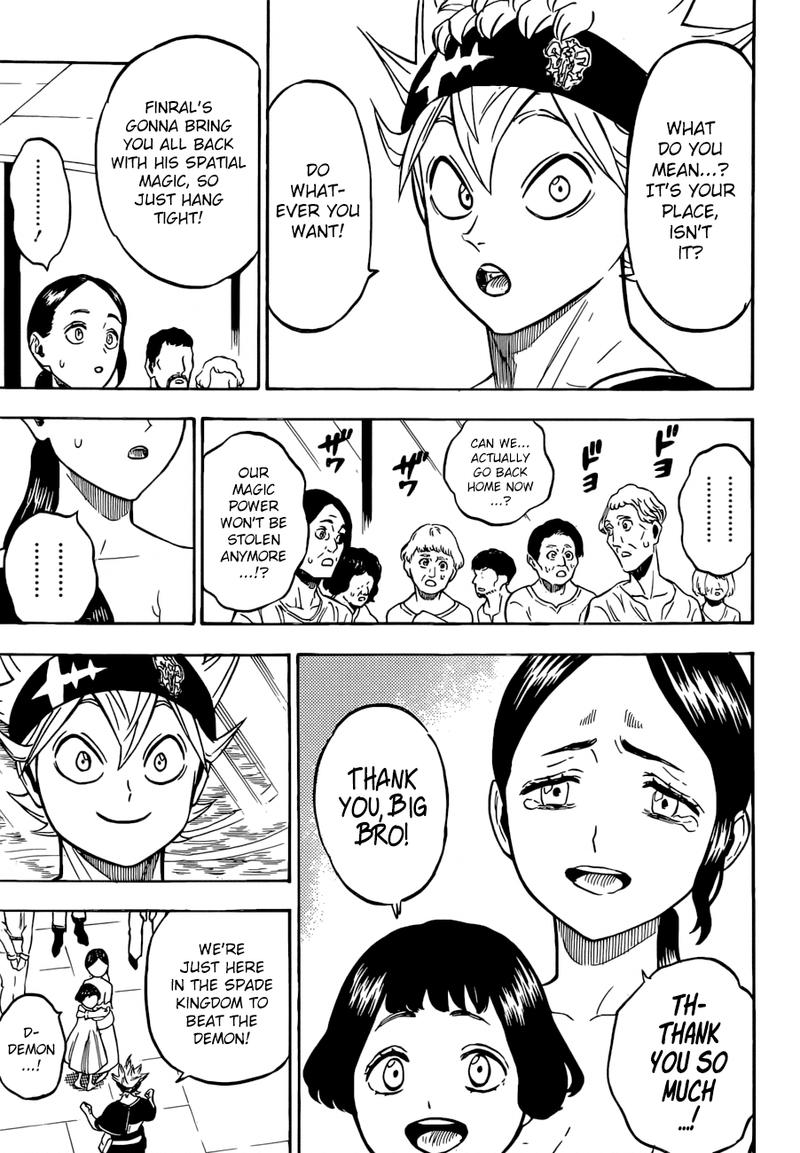 WHAT
DO YOU
MEAN...?
IT'S YOUR
PLACE,
ISN'T
IT?
DO
WHAT-
EVER YOU
WANT!
FINRAL'S
GONNA BRING
YOU ALL BACK
WITH HIS SPATIAL
MAGIC, SO
JUST HANG
TIGHT!
........,
........
ドヨ
ドヨ
CAN WE...
ACTUALLY
GO BACK
HOME NOW
...?
ザワ
ザワ
OUR
MAGIC
POWER
WON'T BE
STOLEN
ANYMORE
....!?
........
........
THANK
YOU, BIG
BRO!
TH-
THANK
YOU SO
MUCH
...!
WE'RE
JUST HERE
IN THE SPADE
KINGDOM TO
BEAT THE
DEMON!
D-
DEMON
...!